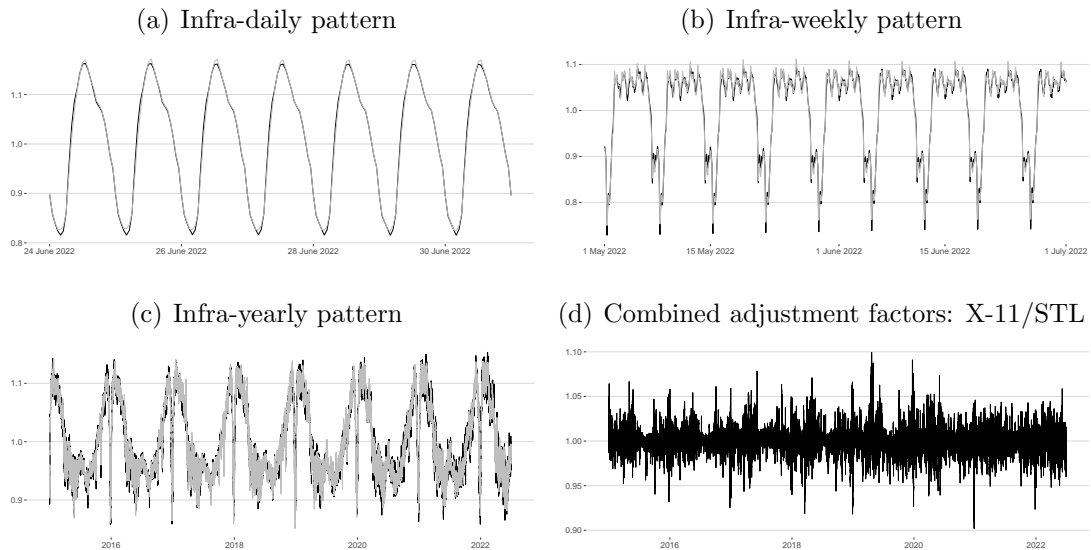 (a) Infra-daily pattern
1.1
1.0
0.9
0.8
24 June 2022 26 June 2022 28 June 2022 30 June 2022
(b) Infra-weekly pattern
1.1
1.0
0.9
0.8
1 May 2022 15 May 2022 1 June 2022 15 June 2022 1 July 2022
(c) Infra-yearly pattern
1.1
1.0
0.9
2016 2018 2020 2022
(d) Combined adjustment factors: X-11/STL
1.10
1.05
1.00
0.95
0.90
2016 2018 2020 2022